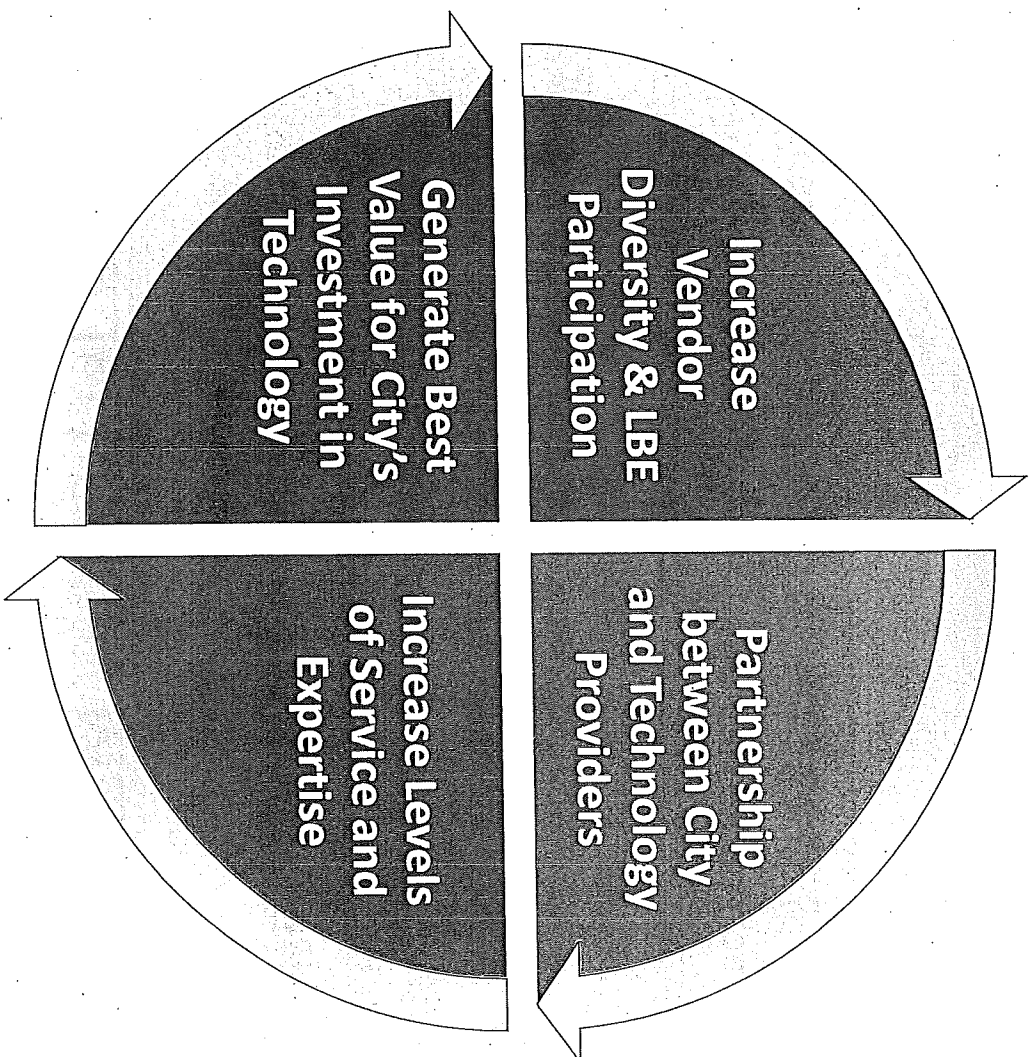 Increase
Vendor
Diversity & LBE
Participation
Partnership
between City
and Technology
Providers
Generate Best
Value for City's
Investment in
Technology
Increase Levels
of Service and
Expertise